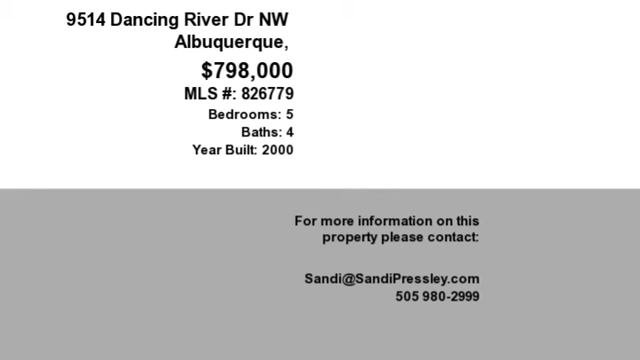 9514 Dancing River Dr NW
Albuquerque,
$798,000
MLS #: 826779
Bedrooms: 5
Baths: 4
Year Built: 2000
For more information on this
property please contact:
Sandi@SandiPressley.com
505 980-2999